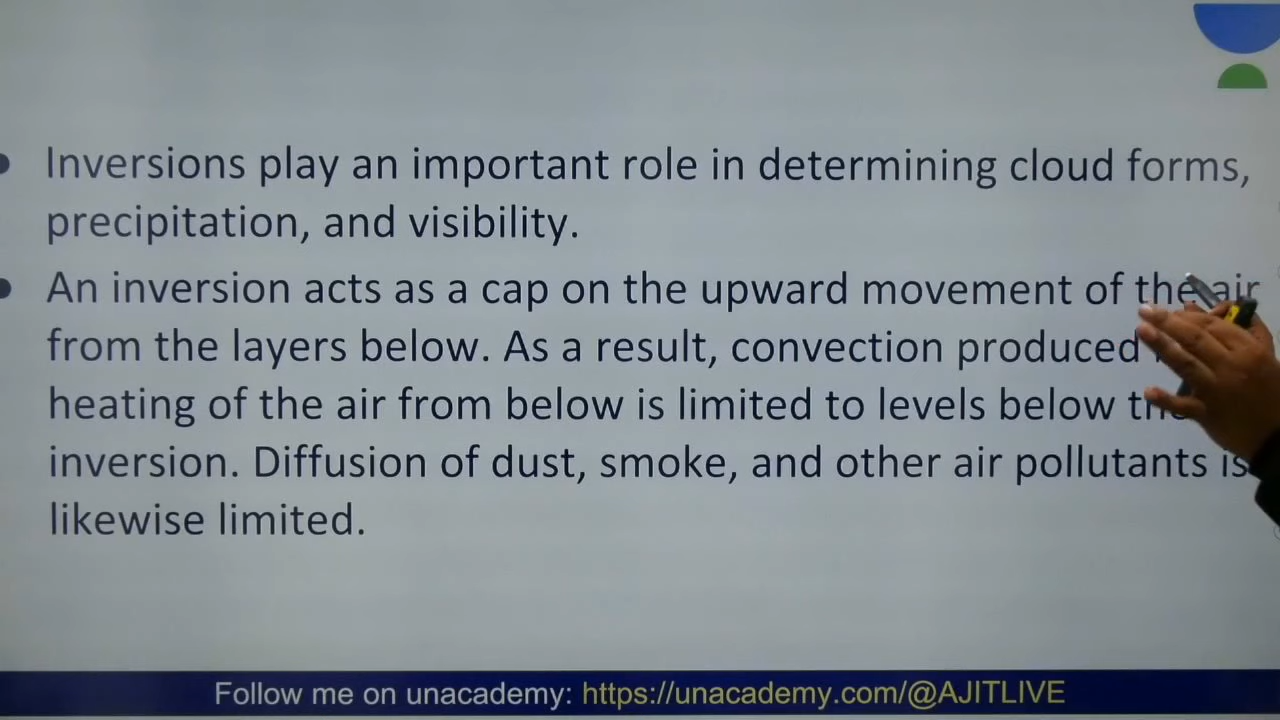 Inversions play an important role in determining cloud forms,
precipitation, and visibility.
An inversion acts as a cap on the upward movement of the air
from the layers below. As a result, convection produced
heating of the air from below is limited to levels below
inversion. Diffusion of dust, smoke, and other air pollutants is
likewise limited.
Follow me on unacademy: https://unacademy.com/@AJITLIVE